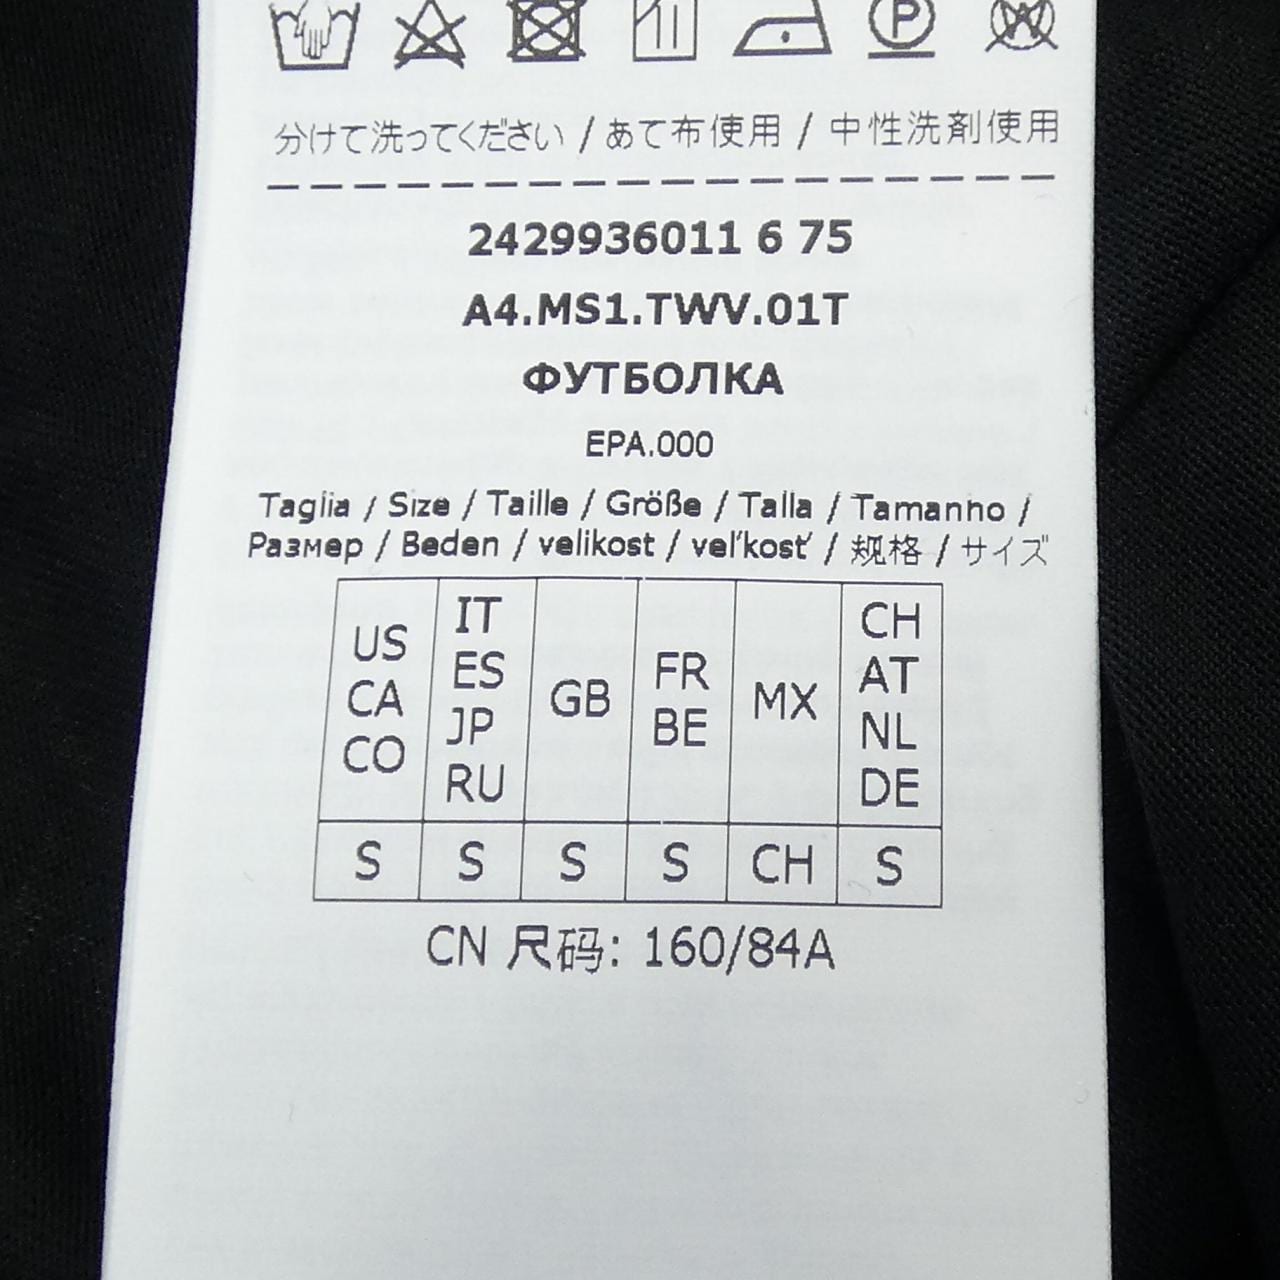 分けて洗ってください / あて布使用 / 中性洗剤使用
2429936011 6 75
A4.MS1.TWV.01T
ФУТБОЛКА
EPA.000
Taglia / Size / Taille / Größe / Talla / Tamanho /
Размер / Beden / velikost / veľkosť / 规格 / サイズ
US CA CO
IT ES JP RU
GB
FR BE
MX
CH AT NL DE
S S S S CH S
CN 尺码: 160/84A